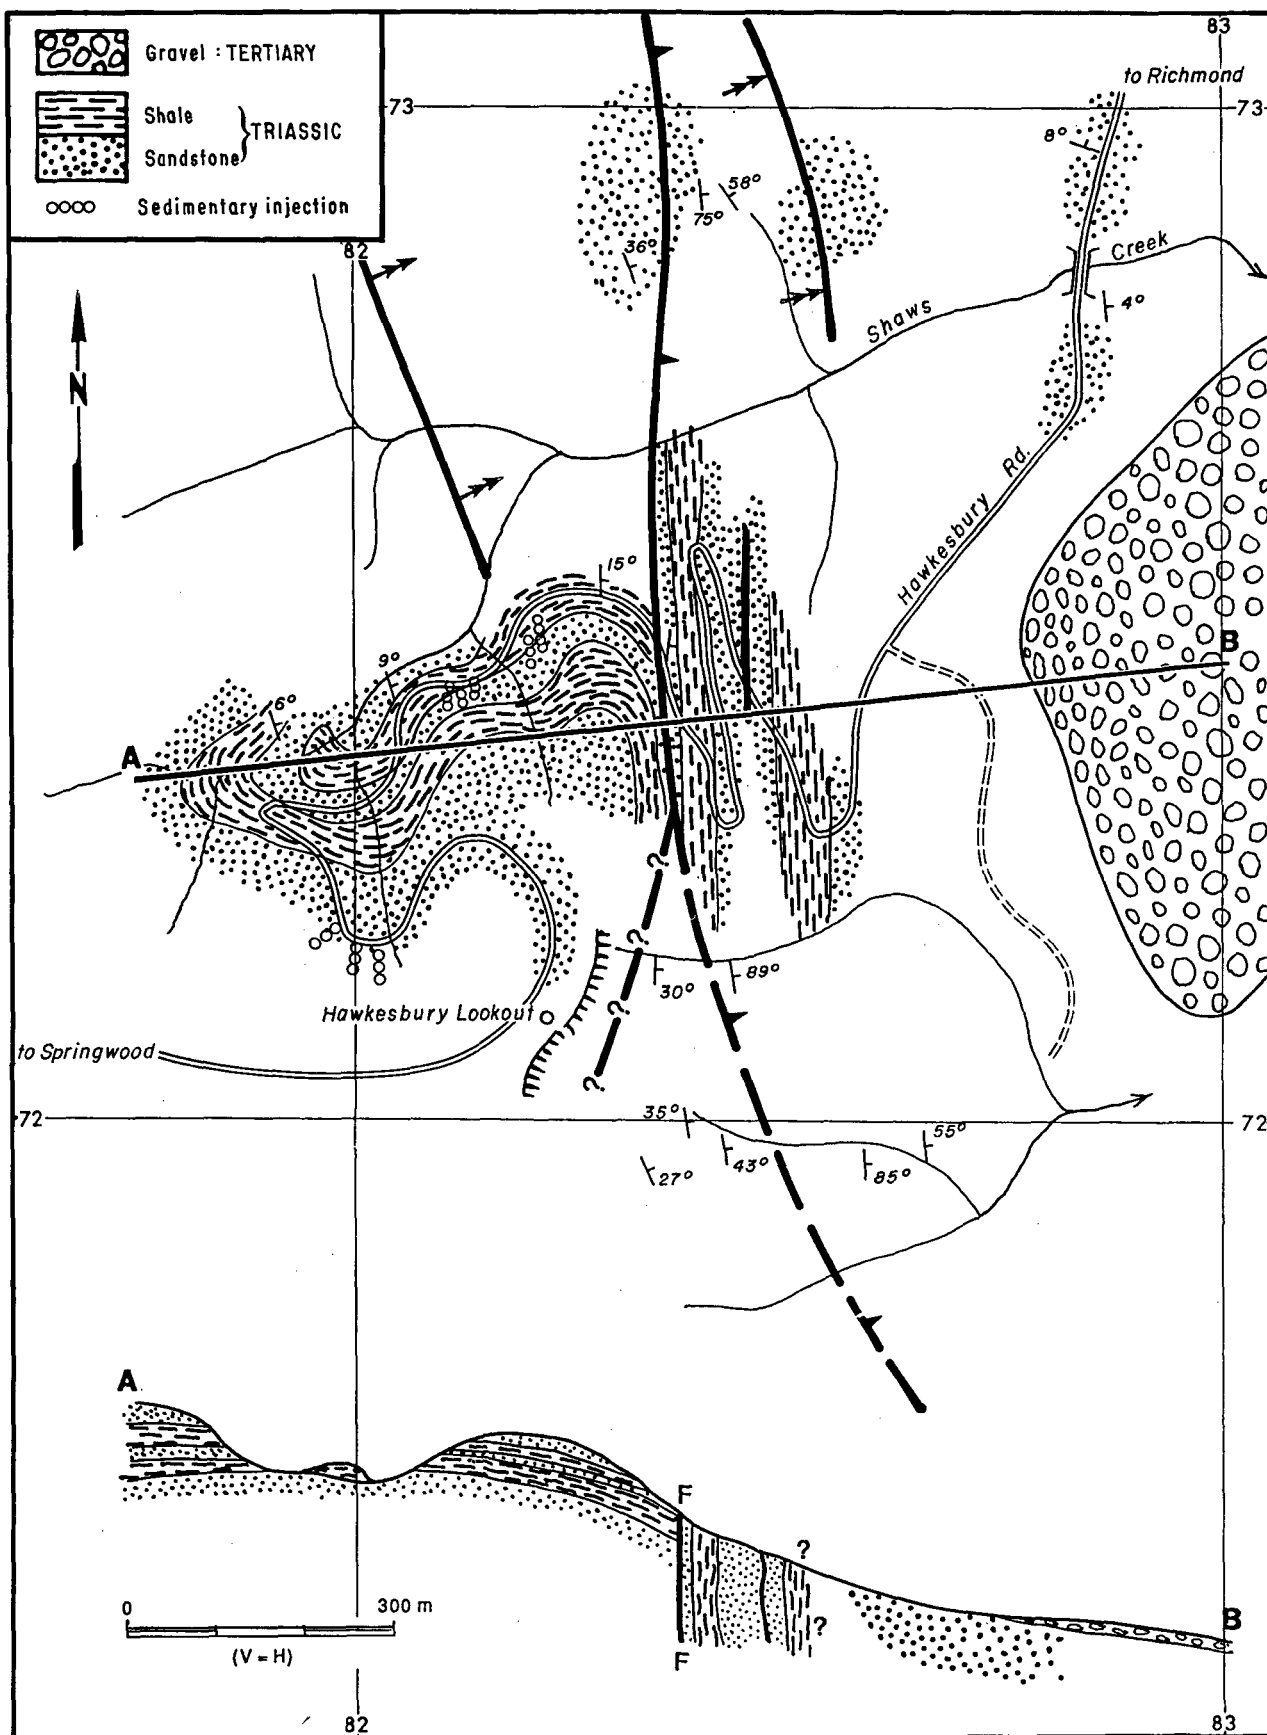 83
Gravel : TERTIARY
Shale
Sandstone
TRIASSIC
Sedimentary injection
82
73
73
to Richmond
8°
58°
75°
36°
Creek
4°
Shaws
N
Hawkesbury Rd.
15°
9°
6°
A
B
?
?
?
?
89°
30°
Hawkesbury Lookout
to Springwood
72
72
35°
27°
43°
85°
55°
A
F
?
?
F
B
0 300 m
(V = H)
82
83